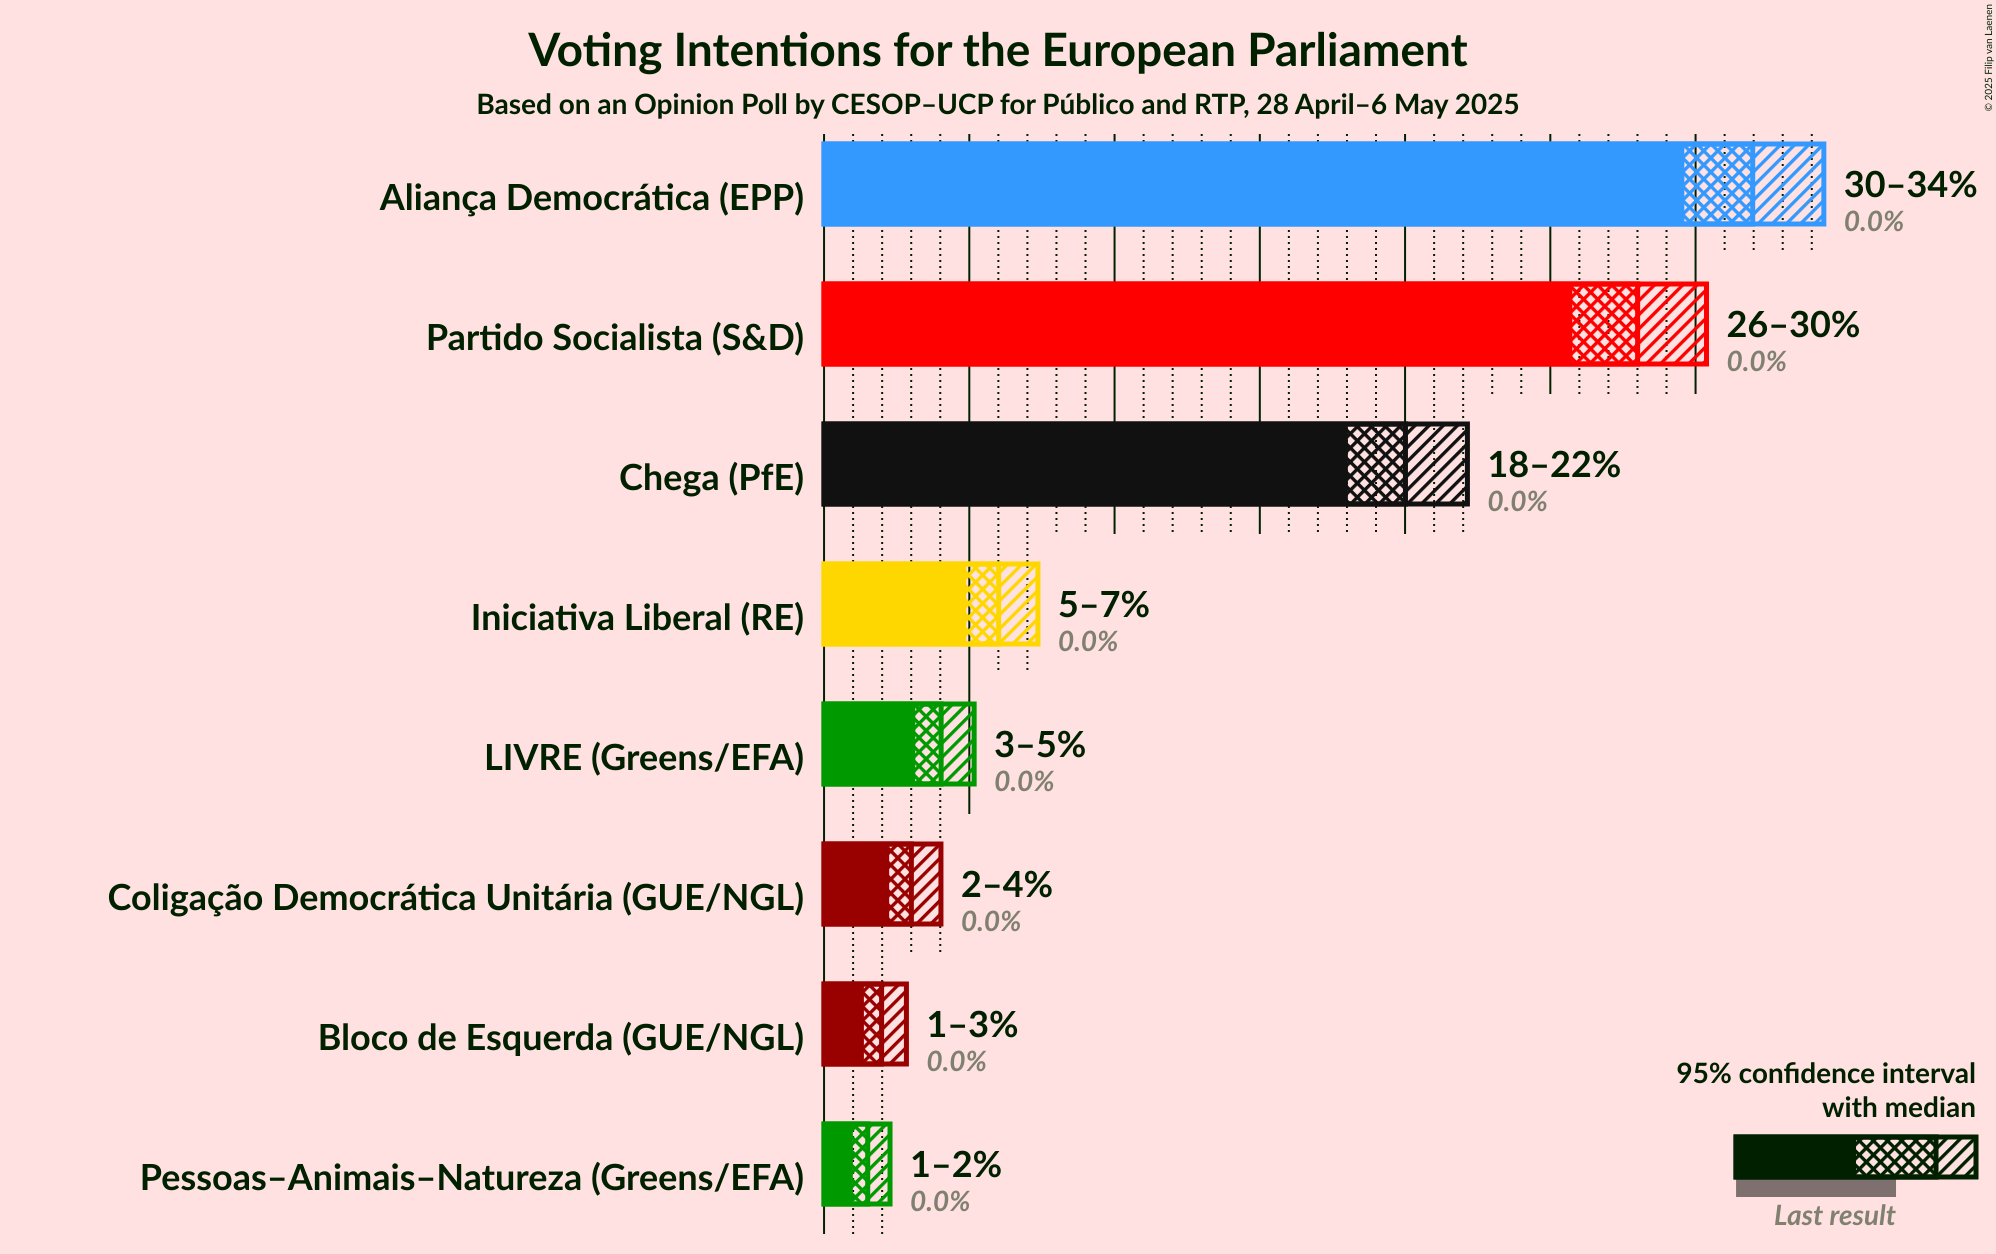 © 2025 Filip van Laenen
Voting Intentions for the European Parliament
Based on an Opinion Poll by CESOP–UCP for Público and RTP, 28 April–6 May 2025
Aliança Democrática (EPP)
30–34%
0.0%
Partido Socialista (S&D)
26–30%
0.0%
Chega (PfE)
18–22%
0.0%
Iniciativa Liberal (RE)
5–7%
0.0%
LIVRE (Greens/EFA)
3–5%
0.0%
Coligação Democrática Unitária (GUE/NGL)
2–4%
0.0%
Bloco de Esquerda (GUE/NGL)
1–3%
0.0%
Pessoas–Animais–Natureza (Greens/EFA)
1–2%
0.0%
95% confidence interval
with median
Last result